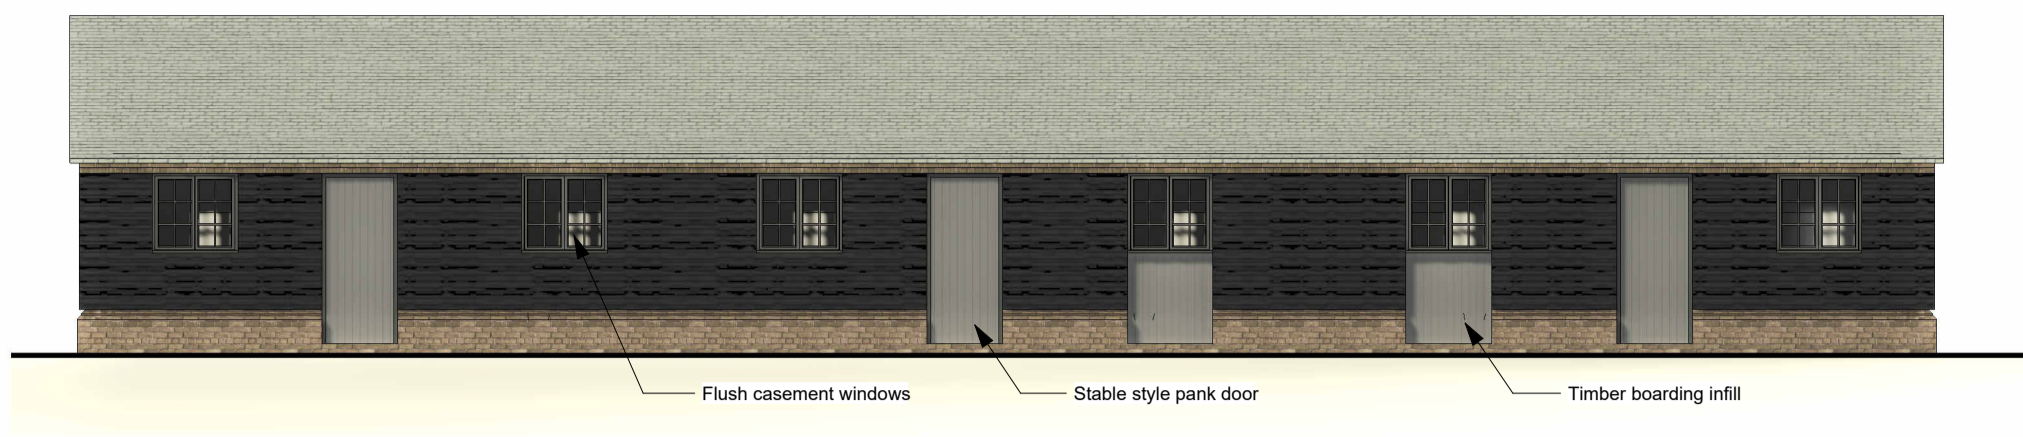 Flush casement windows
Stable style pank door
Timber boarding infill